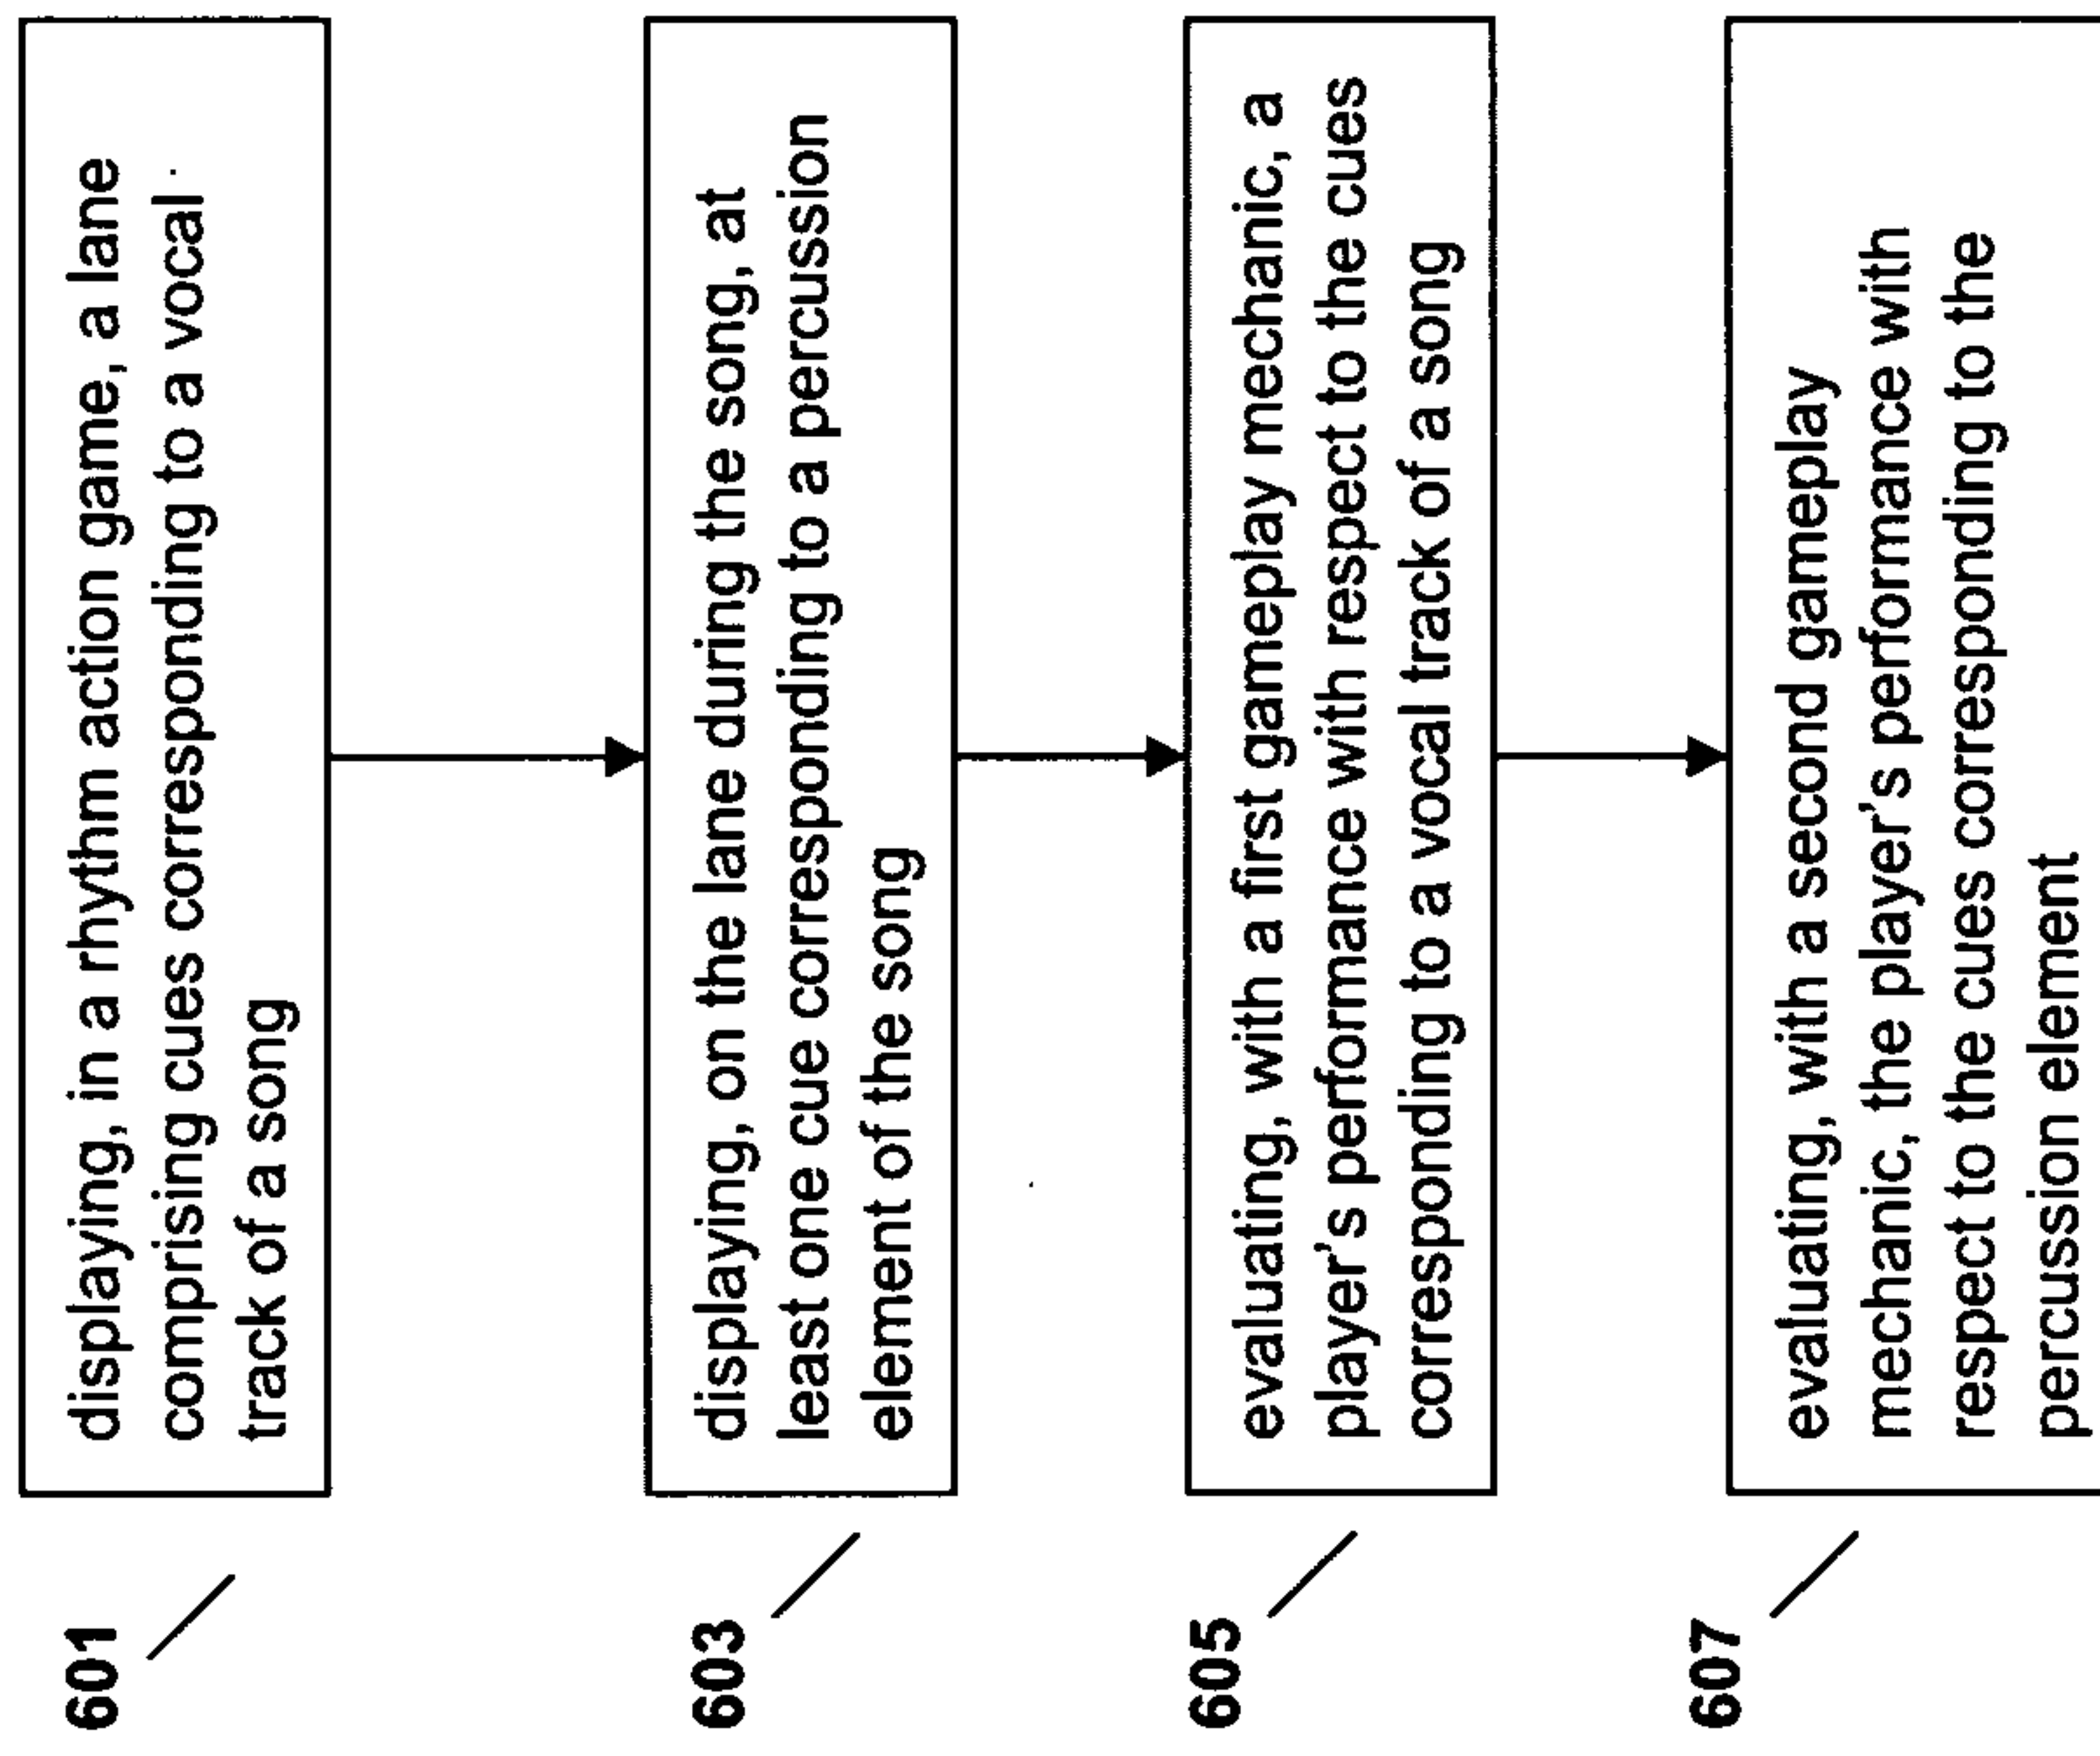 601
displaying, in a rhythm action game, a lane
comprising cues corresponding to a vocal
track of a song
603
displaying, on the lane during the song, at
least one cue corresponding to a percussion
element of the song
605
evaluating, with a first gameplay mechanic, a
player's performance with respect to the cues
corresponding to a vocal track of a song
607
evaluating, with a second gameplay
mechanic, the player's performance with
respect to the cues corresponding to the
percussion element